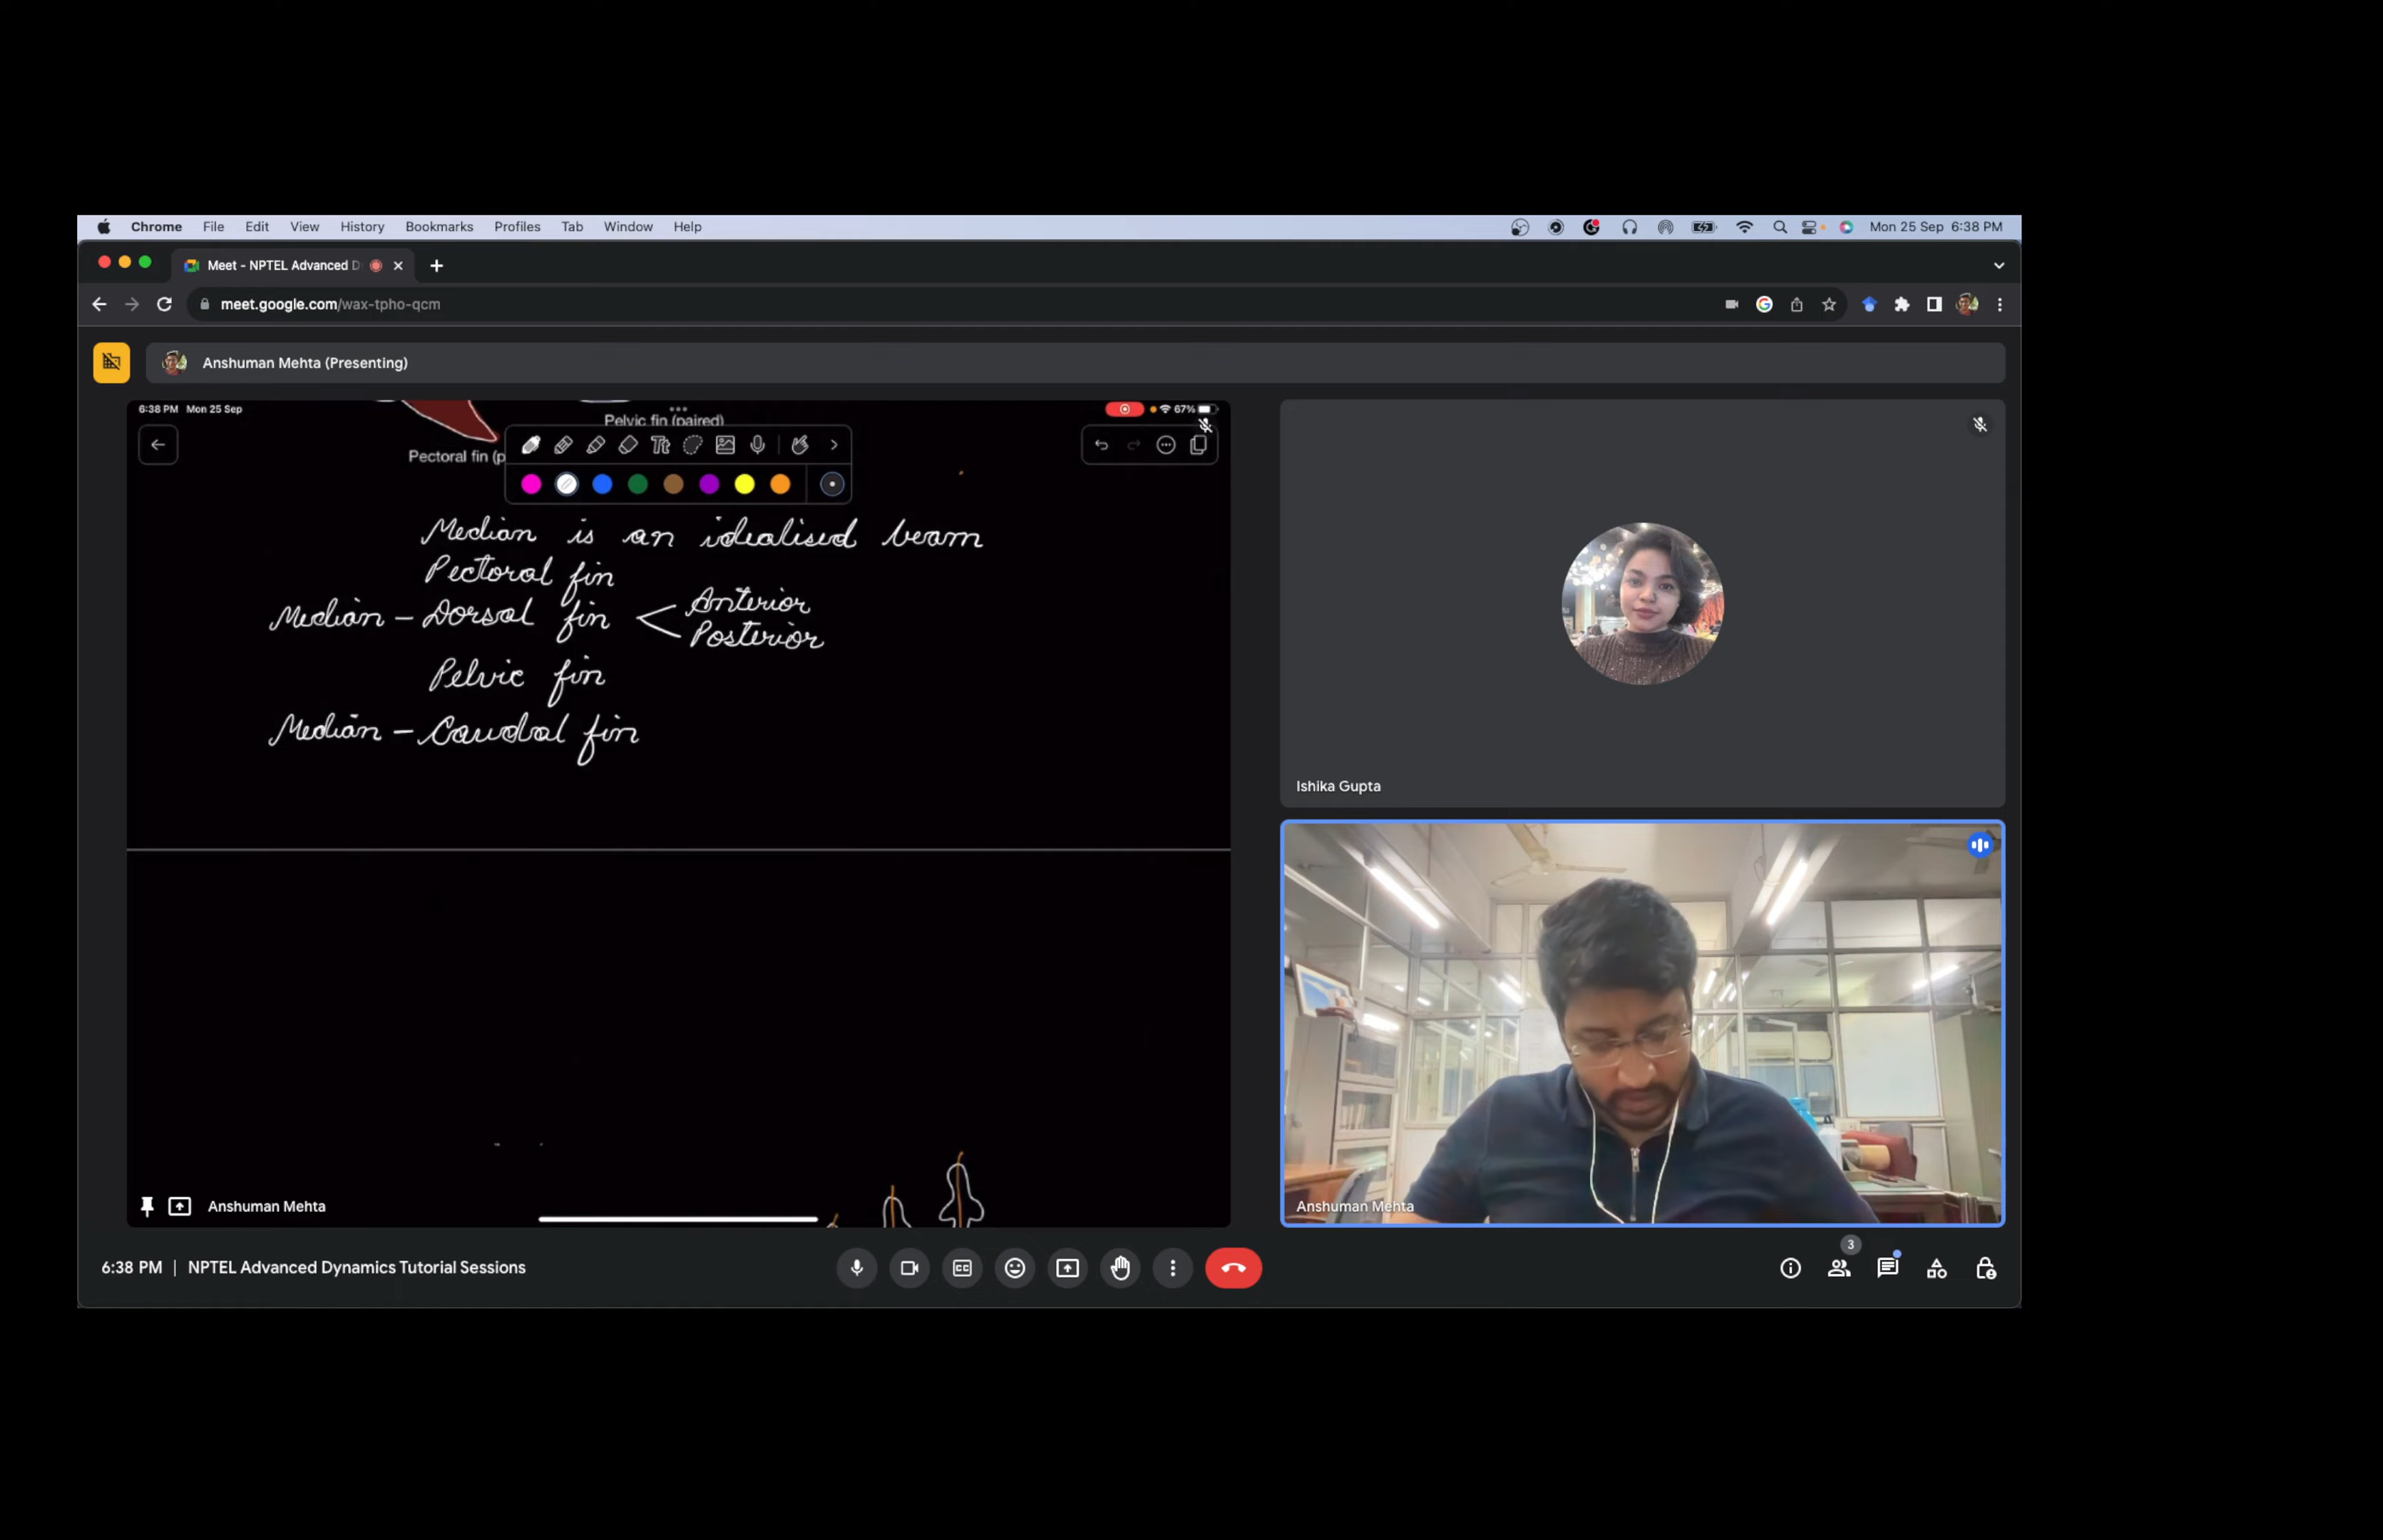 Chrome File Edit View History Bookmarks Profiles Tab Window Help Mon 25 Sep 6:38 PM
Meet - NPTEL Advanced D
meet.google.com/wax-tpho-qcm
Anshuman Mehta (Presenting)
6:38 PM Mon 25 Sep 67%
Pelvic fin (paired)
Pectoral fin (p
Tt
Median is an idealised beam
Pectoral fin
Median - Dorsal fin < Anterior
Posterior
Pelvic fin
Median - Caudal fin
Anshuman Mehta
Ishika Gupta
Anshuman Mehta
6:38 PM | NPTEL Advanced Dynamics Tutorial Sessions
CC
3